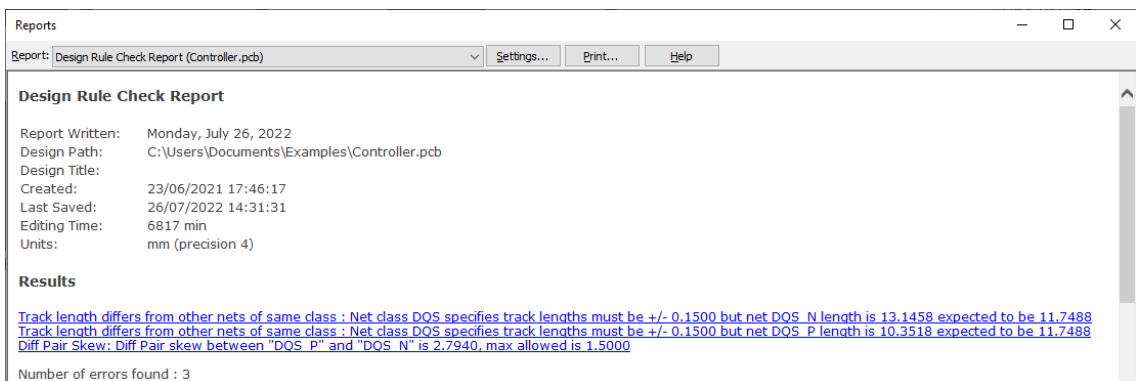 Reports
Report: Design Rule Check Report (Controller.pcb) Settings... Print... Help
Design Rule Check Report
Report Written: Monday, July 26, 2022
Design Path: C:\Users\Documents\Examples\Controller.pcb
Design Title:
Created: 23/06/2021 17:46:17
Last Saved: 26/07/2022 14:31:31
Editing Time: 6817 min
Units: mm (precision 4)
Results
Track length differs from other nets of same class : Net class DQS specifies track lengths must be +/- 0.1500 but net DQS_N length is 13.1458 expected to be 11.7488
Track length differs from other nets of same class : Net class DQS specifies track lengths must be +/- 0.1500 but net DQS_P length is 10.3518 expected to be 11.7488
Diff Pair Skew: Diff Pair skew between "DQS_P" and "DQS_N" is 2.7940, max allowed is 1.5000
Number of errors found : 3